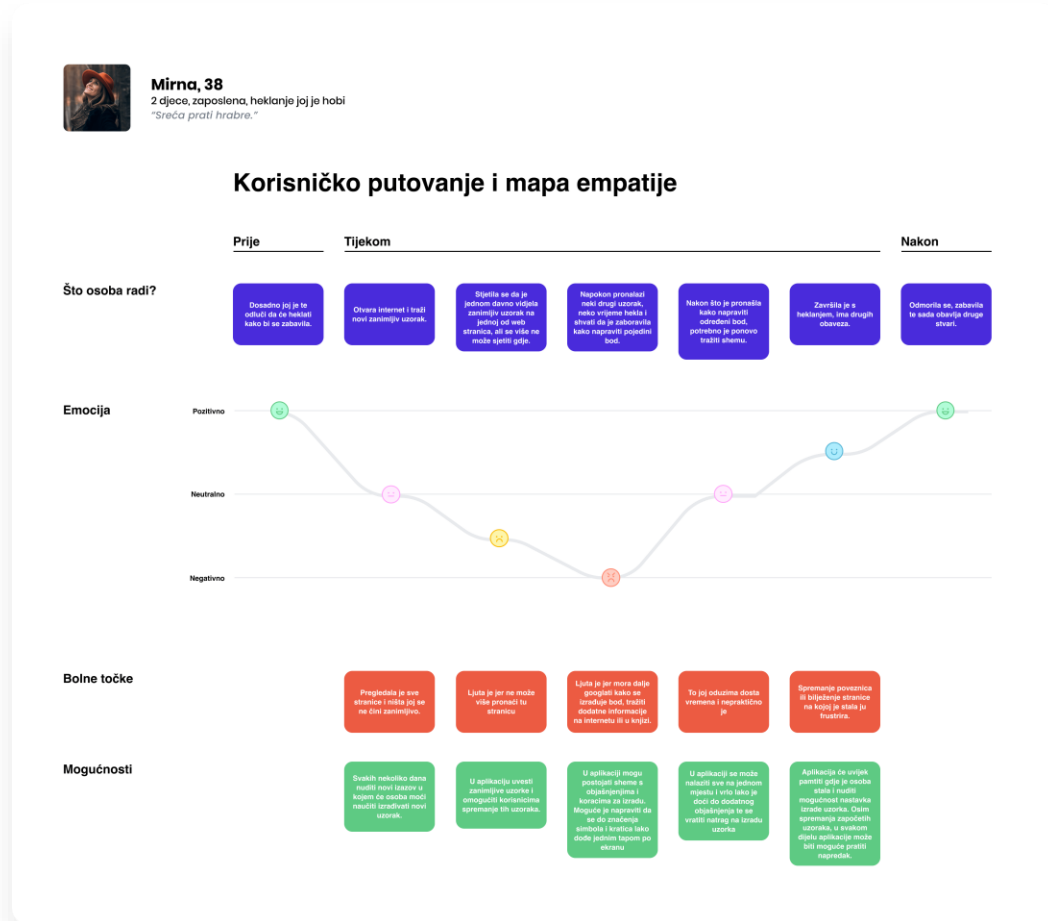 Mirna, 38
2 djece, zaposlena, heklanje joj je hobi
"Sreća prati hrabre."
Korisničko putovanje i mapa empatije
Prije
Tijekom
Nakon
Što osoba radi?
Dosadno joj je te
odluči da će heklati
kako bi se zabavila.
Otvara internet i traži
novi zanimljiv uzorak.
Stjetila se da je
jednom davno vidjela
zanimljiv uzorak na
jednoj od web
stranica, ali se više ne
može sjetiti gdje.
Napokon pronalazi
neki drugi uzorak,
neko vrijeme hekla i
shvati da je zaboravila
kako napraviti pojedini
bod.
Nakon što je pronašla
kako napraviti
određeni bod,
potrebno je ponovo
tražiti shemu.
Završila je s
heklanjem, ima drugih
obaveza.
Odmorila se, zabavila
te sada obavlja druge
stvari.
Emocija
Pozitivno
Neutralno
Negativno
Bolne točke
Pregledala je sve
stranice i ništa joj se
ne čini zanimljivo.
Ljuta je jer ne može
više pronaći tu
stranicu
Ljuta je jer mora dalje
googlati kako se
izrađuje bod, tražiti
dodatne informacije
na internetu ili u knjizi.
To joj oduzima dosta
vremena i nepraktično
je
Spremanje poveznica
ili bilježenje stranice
na kojoj je stala ju
frustrira.
Mogućnosti
Svakih nekoliko dana
nuditi novi izazov u
kojem će osoba moći
naučiti izrađivati novi
uzorak.
U aplikaciju uvesti
zanimljive uzorke i
omogućiti korisnicima
spremanje tih uzoraka.
U aplikaciji mogu
postojati sheme s
objašnjenjima i
koracima za izradu.
Moguće je napraviti da
se do značenja
simbola i kratica lako
dođe jednim tapom po
ekranu
U aplikaciji se može
nalaziti sve na jednom
mjestu i vrlo lako je
doći do dodatnog
objašnjenja te se
vratiti natrag na izradu
uzorka
Aplikacija će uvijek
pamtiti gdje je osoba
stala i nuditi
mogućnost nastavka
izrade uzorka. Osim
spremanja započetih
uzoraka, u svakom
dijelu aplikacije može
biti moguće pratiti
napredak.